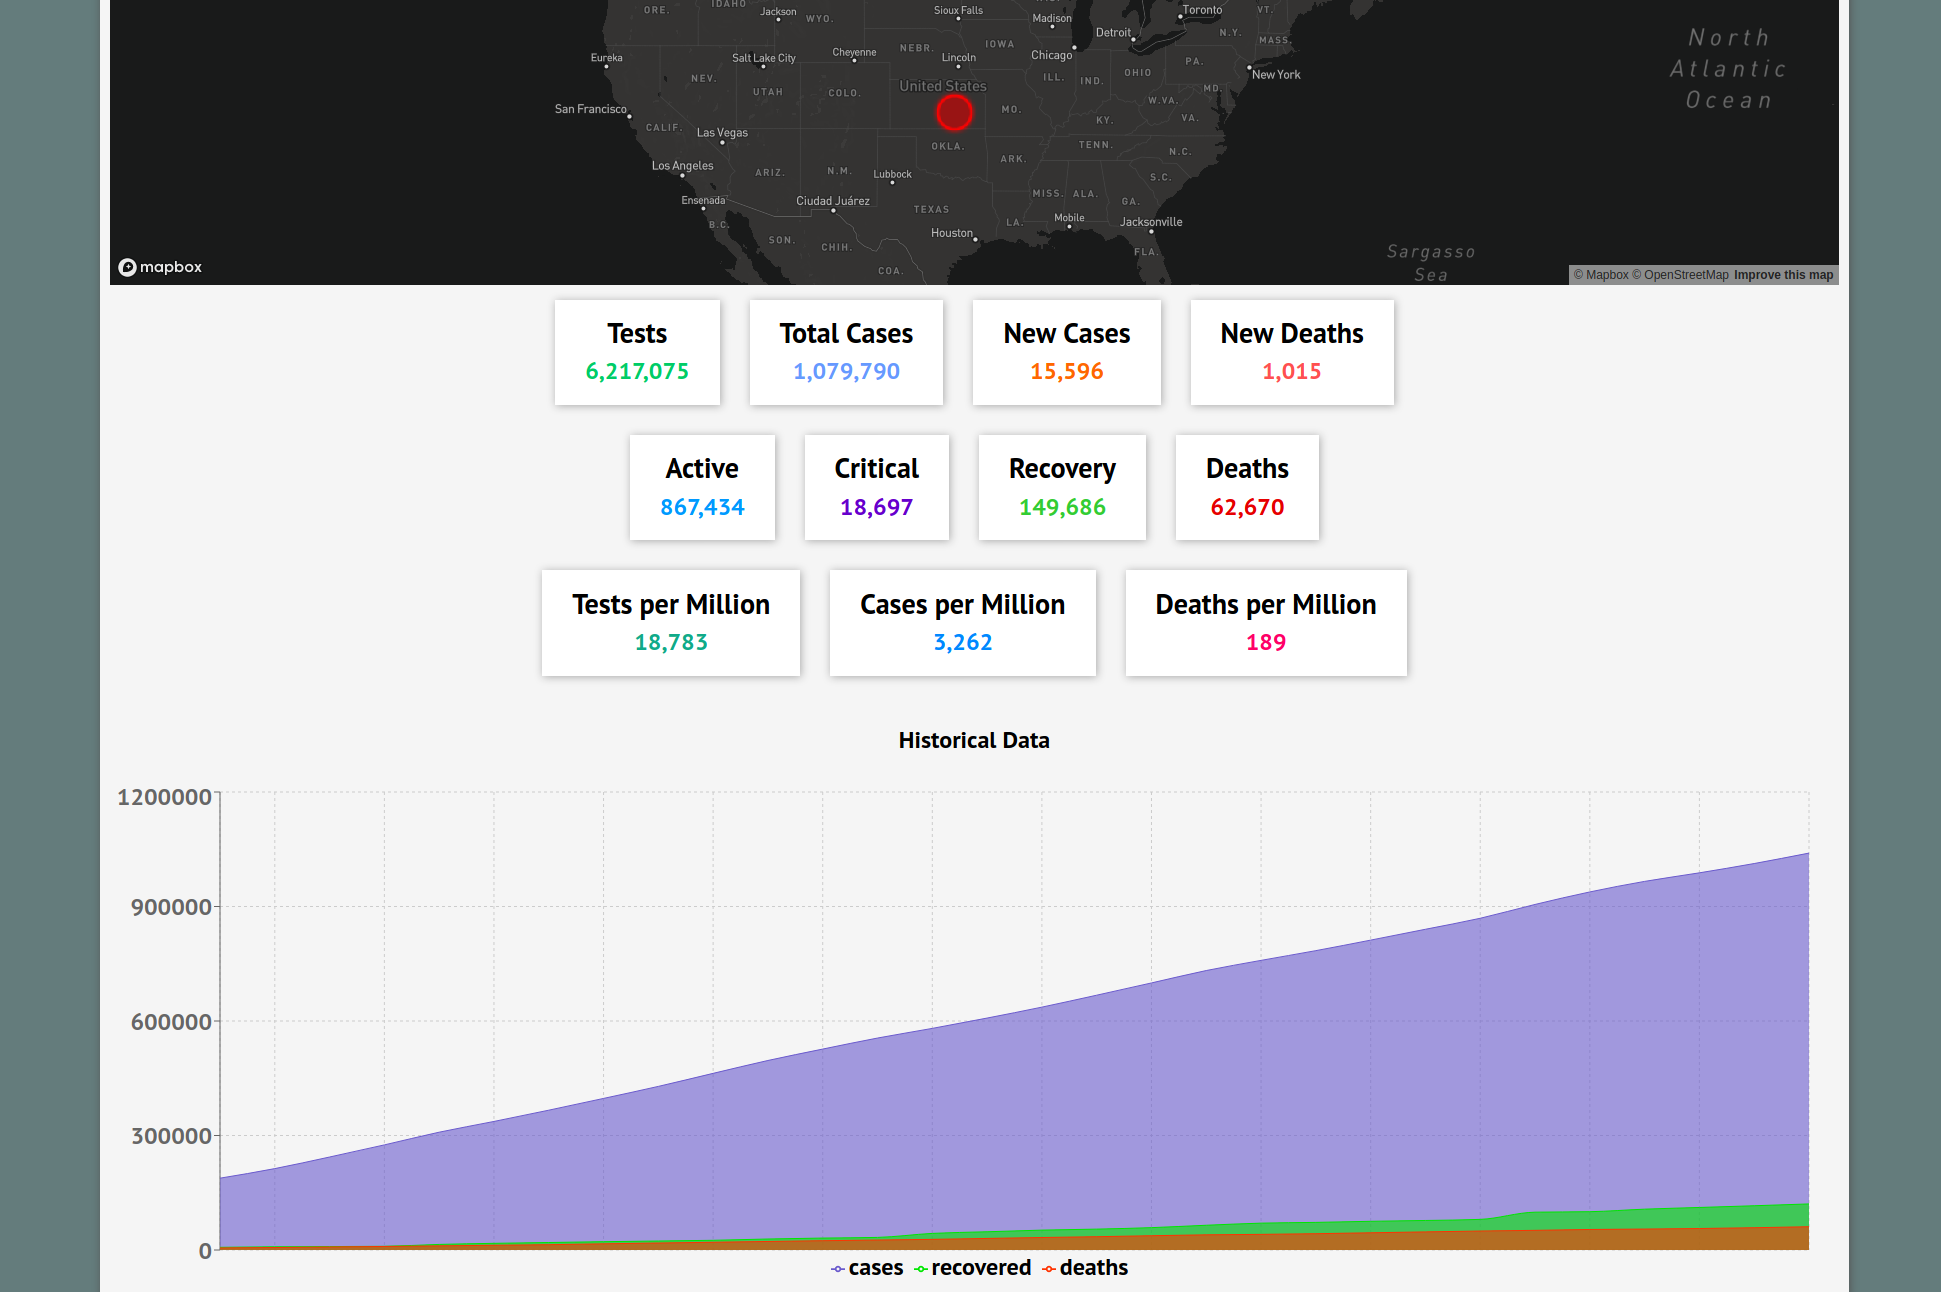 ORE.
IDAHO
Jackson
WYO.
Sioux Falls
Madison
Toronto
VT.
Detroit
N.Y.
MASS.
North
Atlantic
Ocean
Eureka
Salt Lake City
Cheyenne
NEBR.
Lincoln
IOWA
Chicago
NEV.
UTAH
COLO.
United States
ILL.
IND.
OHIO
PA.
New York
MD.
San Francisco
CALIF.
Las Vegas
MO.
W.VA.
KY.
VA.
Los Angeles
ARIZ.
N.M.
OKLA.
ARK.
TENN.
N.C.
Lubbock
S.C.
Ensenada
Ciudad Juárez
TEXAS
MISS.
ALA.
GA.
B.C.
Houston
LA.
Mobile
Jacksonville
SON.
CHIH.
FLA.
Sargasso
Sea
COA.
mapbox
© Mapbox © OpenStreetMap Improve this map
Tests
6,217,075
Total Cases
1,079,790
New Cases
15,596
New Deaths
1,015
Active
867,434
Critical
18,697
Recovery
149,686
Deaths
62,670
Tests per Million
18,783
Cases per Million
3,262
Deaths per Million
189
Historical Data
1200000
900000
600000
300000
0
cases recovered deaths